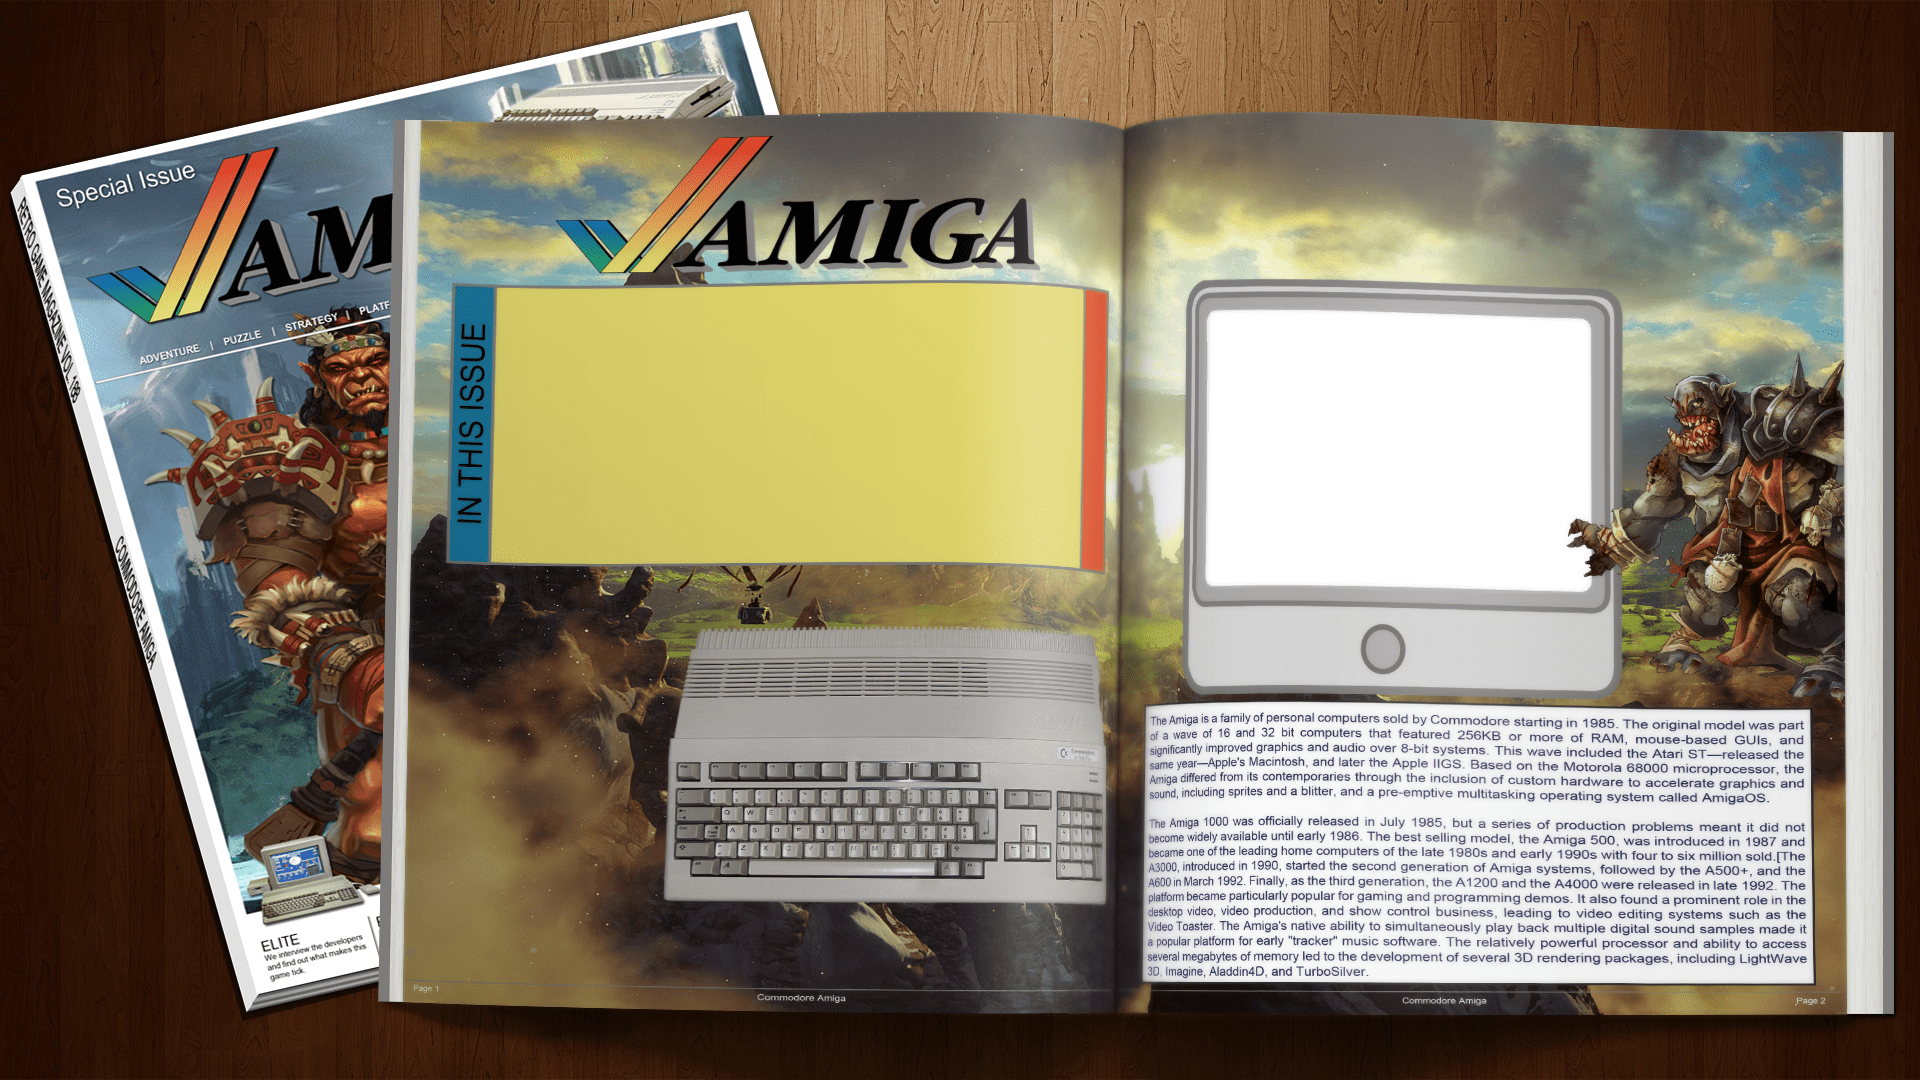 Special Issue
AM
ADVENTURE | PUZZLE | STRATEGY | PLATF
RETRO GAME MAGAZINE VOL. 199
COMMODORE AMIGA
ELITE
We interview the developers
and find out what makes this
game tick.
AMIGA
IN THIS ISSUE
Page 1
Commodore Amiga
The Amiga is a family of personal computers sold by Commodore starting in 1985. The original model was part
of a wave of 16 and 32 bit computers that featured 256KB or more of RAM, mouse-based GUIs, and
significantly improved graphics and audio over 8-bit systems. This wave included the Atari ST—released the
same year—Apple's Macintosh, and later the Apple IIGS. Based on the Motorola 68000 microprocessor, the
Amiga differed from its contemporaries through the inclusion of custom hardware to accelerate graphics and
sound, including sprites and a blitter, and a pre-emptive multitasking operating system called AmigaOS.
The Amiga 1000 was officially released in July 1985, but a series of production problems meant it did not
become widely available until early 1986. The best selling model, the Amiga 500, was introduced in 1987 and
became one of the leading home computers of the late 1980s and early 1990s with four to six million sold.[The
A3000, introduced in 1990, started the second generation of Amiga systems, followed by the A500+, and the
A600 in March 1992. Finally, as the third generation, the A1200 and the A4000 were released in late 1992. The
platform became particularly popular for gaming and programming demos. It also found a prominent role in the
desktop video, video production, and show control business, leading to video editing systems such as the
Video Toaster. The Amiga's native ability to simultaneously play back multiple digital sound samples made it
a popular platform for early "tracker" music software. The relatively powerful processor and ability to access
several megabytes of memory led to the development of several 3D rendering packages, including LightWave
3D, Imagine, Aladdin4D, and TurboSilver.
Commodore Amiga
Page 2